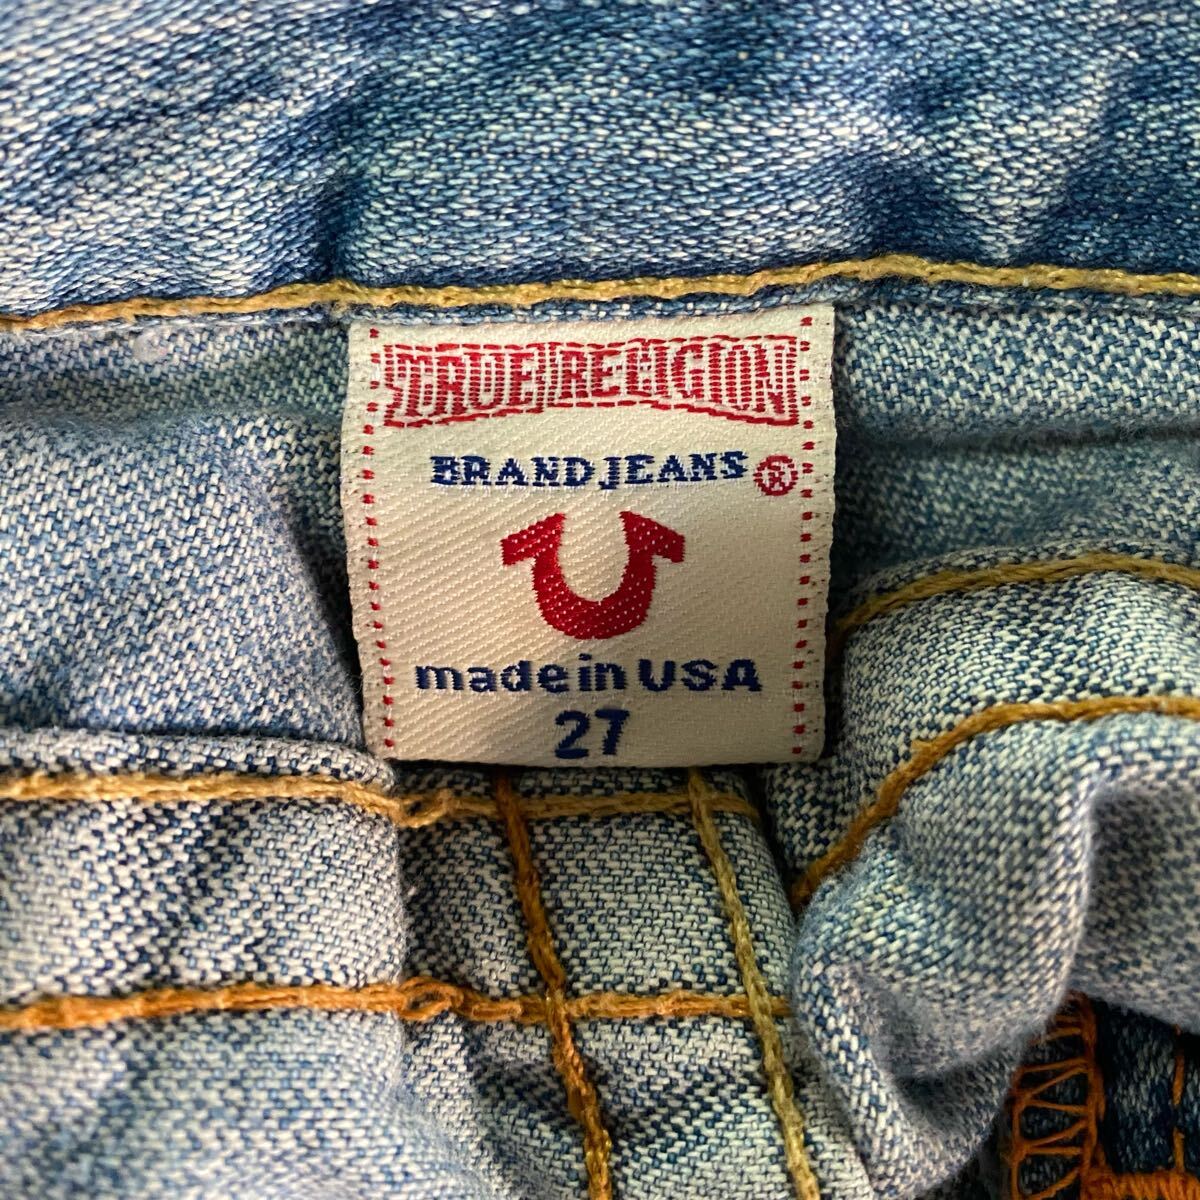 TRUE RELIGION
BRAND JEANS ®
made in USA
27